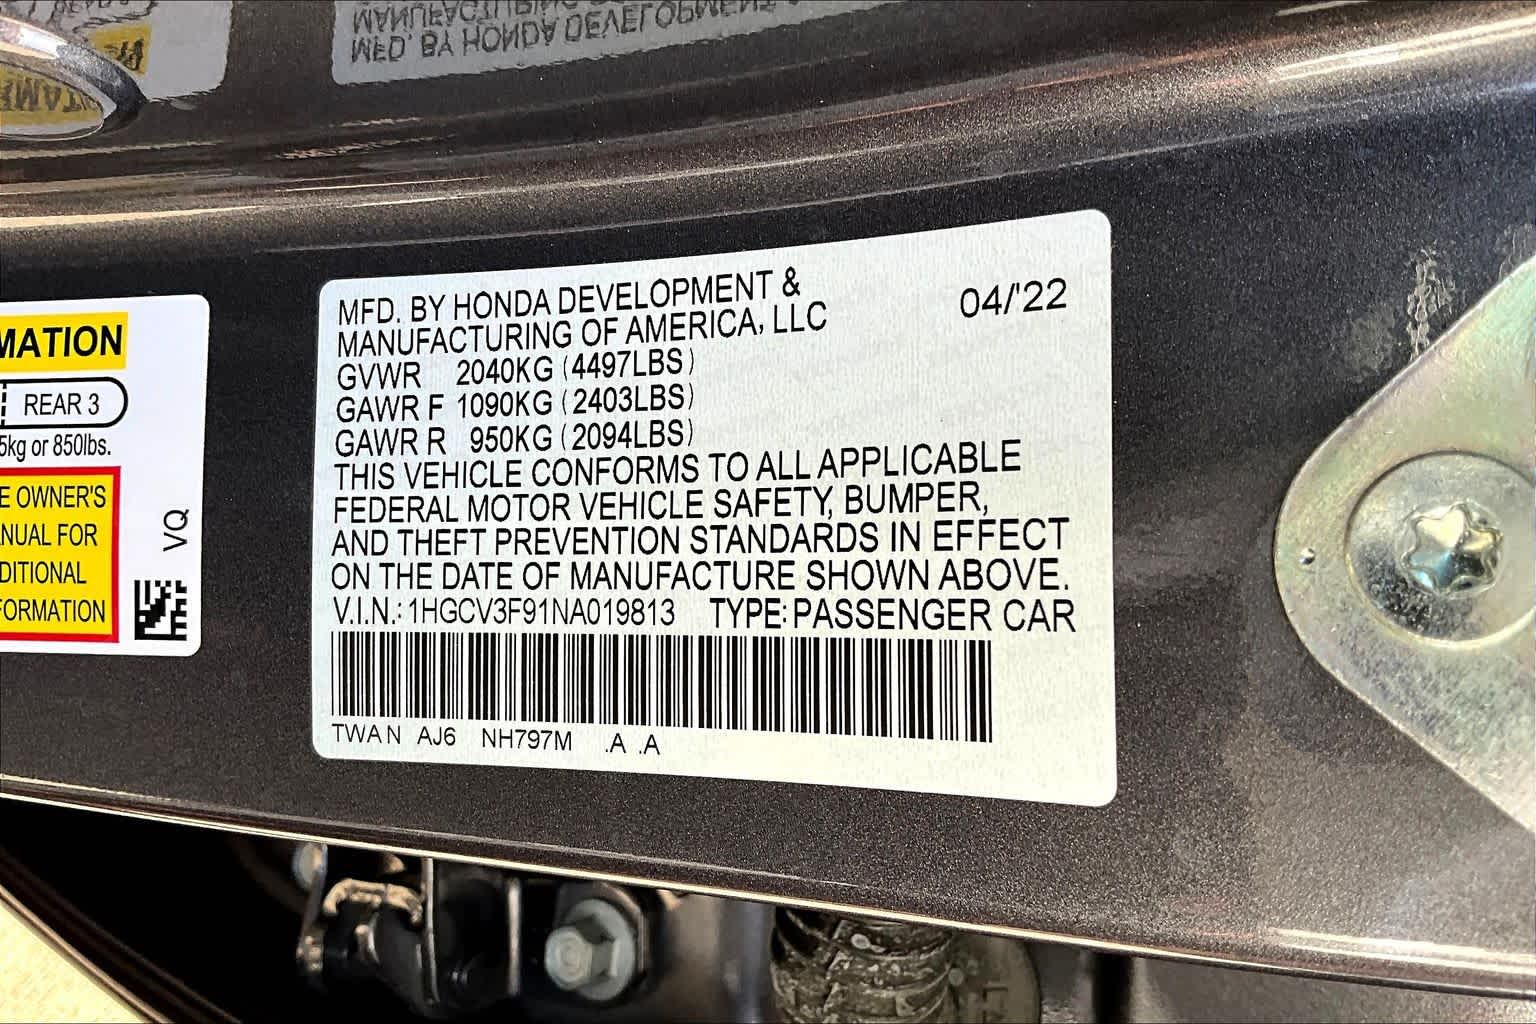 MFD. BY HONDA DEVELOPMENT &
MANUFACTURING OF AMERICA, LLC
04/'22
GVWR 2040KG (4497LBS)
GAWR F 1090KG (2403LBS)
GAWR R 950KG (2094LBS)
THIS VEHICLE CONFORMS TO ALL APPLICABLE
FEDERAL MOTOR VEHICLE SAFETY, BUMPER,
AND THEFT PREVENTION STANDARDS IN EFFECT
ON THE DATE OF MANUFACTURE SHOWN ABOVE.
V.I.N.: 1HGCV3F91NA019813 TYPE: PASSENGER CAR
TWAN AJ6 NH797M .A .A
MATION
REAR 3
5kg or 850lbs.
E OWNER'S
NUAL FOR
DITIONAL
FORMATION
VQ
MANUFACTURING
MFD. BY HONDA DEVELOPMENT